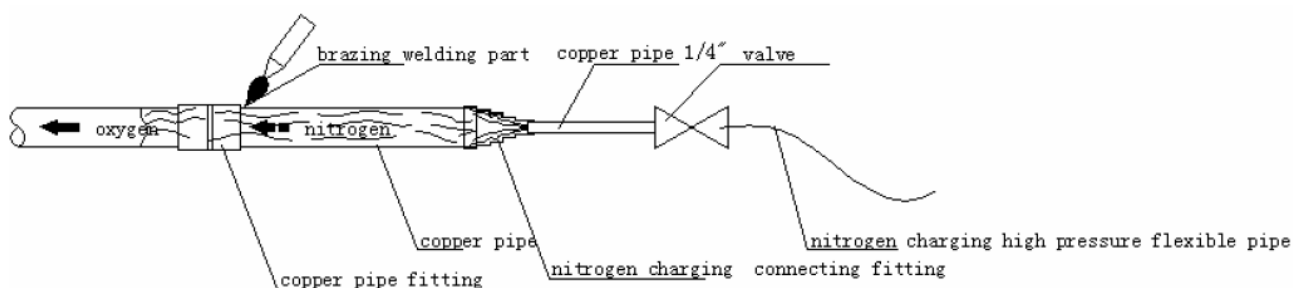 brazing welding part
copper pipe 1/4" valve
oxygen
nitrogen
copper pipe
nitrogen charging high pressure flexible pipe
copper pipe fitting
nitrogen charging connecting fitting